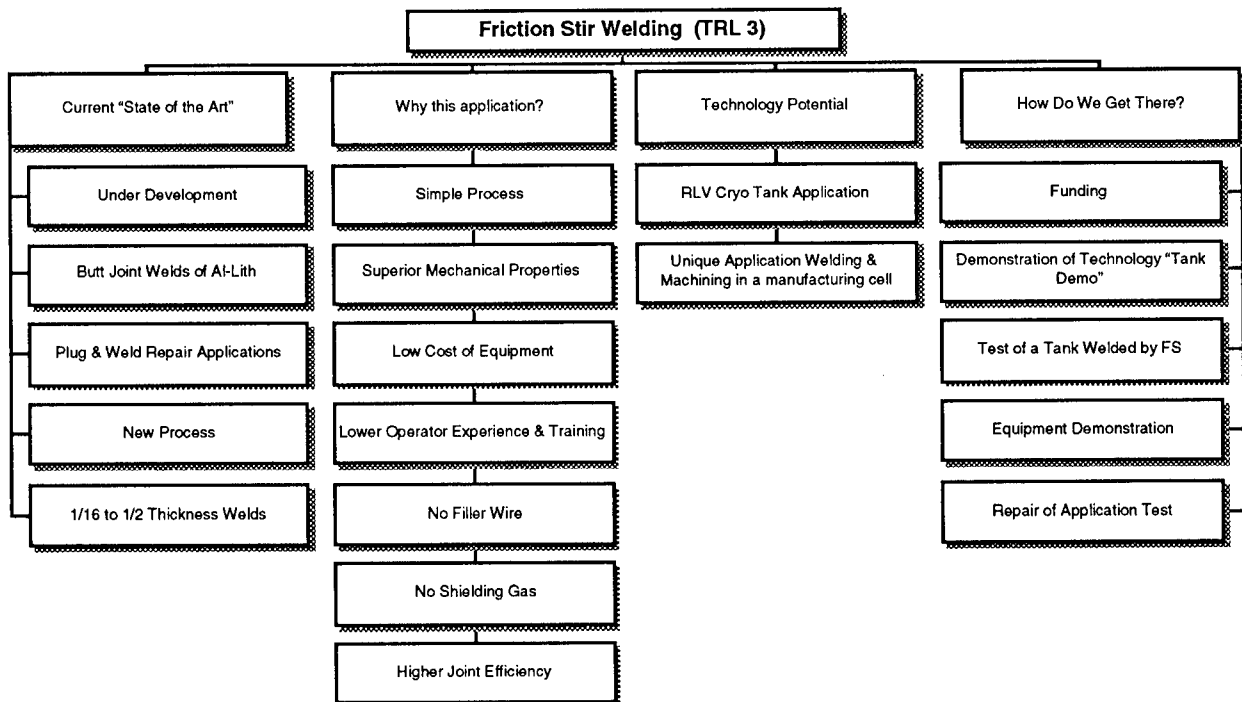 Friction Stir Welding (TRL 3)
Current "State of the Art"
Under Development
Butt Joint Welds of Al-Lith
Plug & Weld Repair Applications
New Process
1/16 to 1/2 Thickness Welds
Why this application?
Simple Process
Superior Mechanical Properties
Low Cost of Equipment
Lower Operator Experience & Training
No Filler Wire
No Shielding Gas
Higher Joint Efficiency
Technology Potential
RLV Cryo Tank Application
Unique Application Welding &
Machining in a manufacturing cell
How Do We Get There?
Funding
Demonstration of Technology "Tank
Demo"
Test of a Tank Welded by FS
Equipment Demonstration
Repair of Application Test